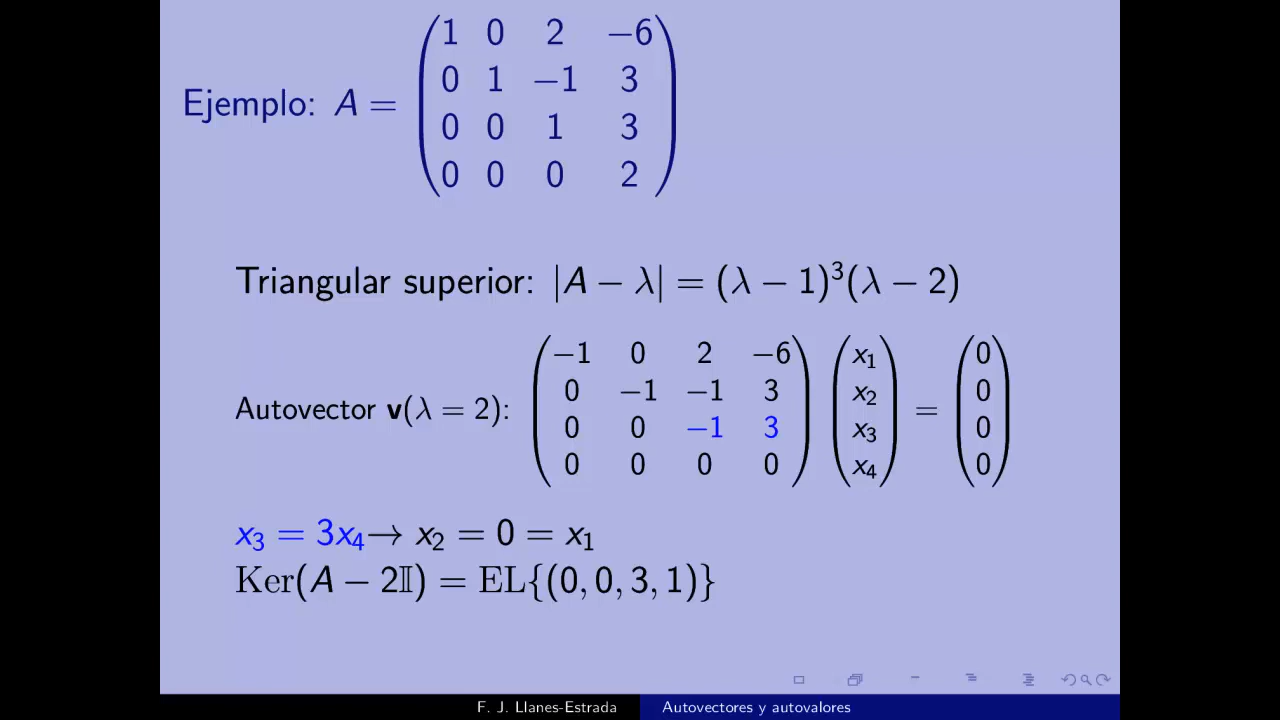 Ejemplo: A = 
1 0 2 −6
0 1 −1 3
0 0 1 3
0 0 0 2
Triangular superior: |A − λ| = (λ − 1)³(λ − 2)
Autovector v(λ = 2):
−1 0 2 −6 x₁ 0
0 −1 −1 3 x₂ = 0
0 0 −1 3 x₃ 0
0 0 0 0 x₄ 0
x₃ = 3x₄→ x₂ = 0 = x₁
Ker(A − 2𝕀) = EL{(0, 0, 3, 1)}
F. J. Llanes-Estrada Autovectores y autovalores